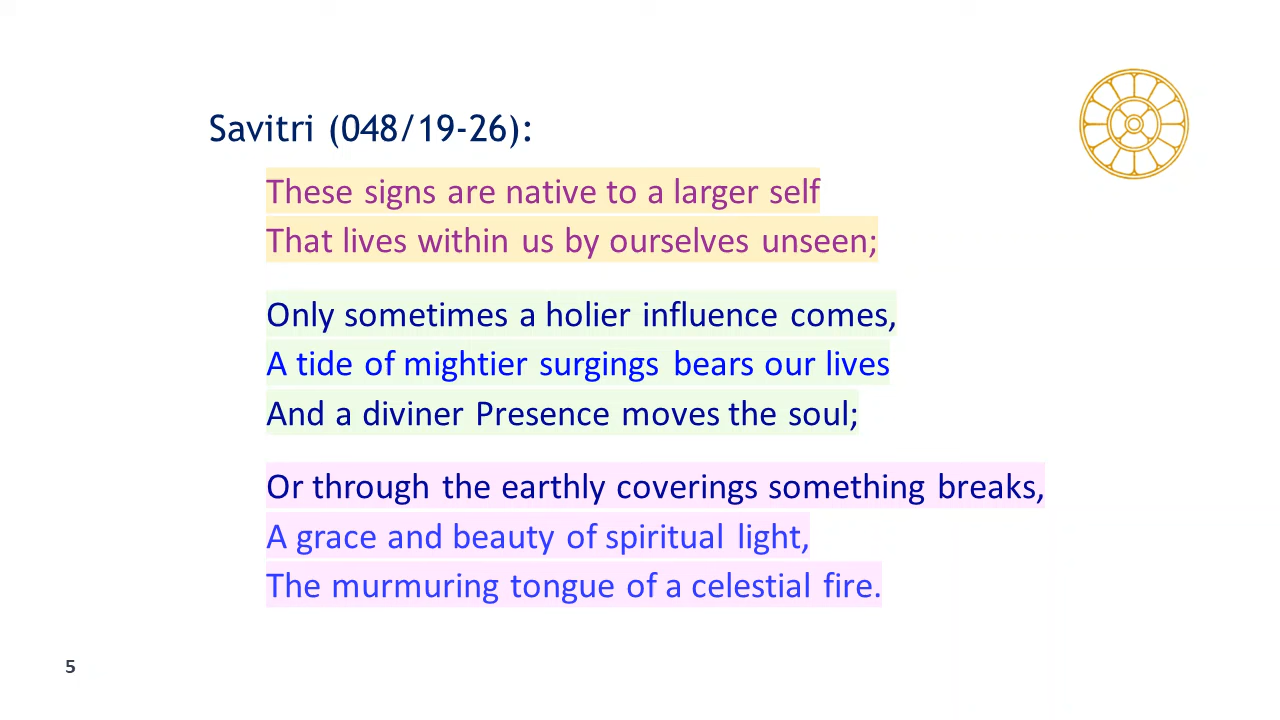 Savitri (048/19-26):
These signs are native to a larger self
That lives within us by ourselves unseen;
Only sometimes a holier influence comes,
A tide of mightier surgings bears our lives
And a diviner Presence moves the soul;
Or through the earthly coverings something breaks,
A grace and beauty of spiritual light,
The murmuring tongue of a celestial fire.
5